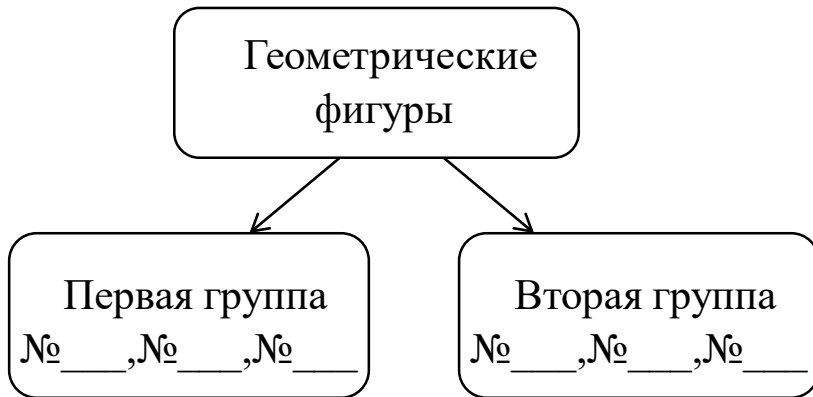 Геометрические
фигуры
Первая группа
№___,№___,№___
Вторая группа
№___,№___,№___